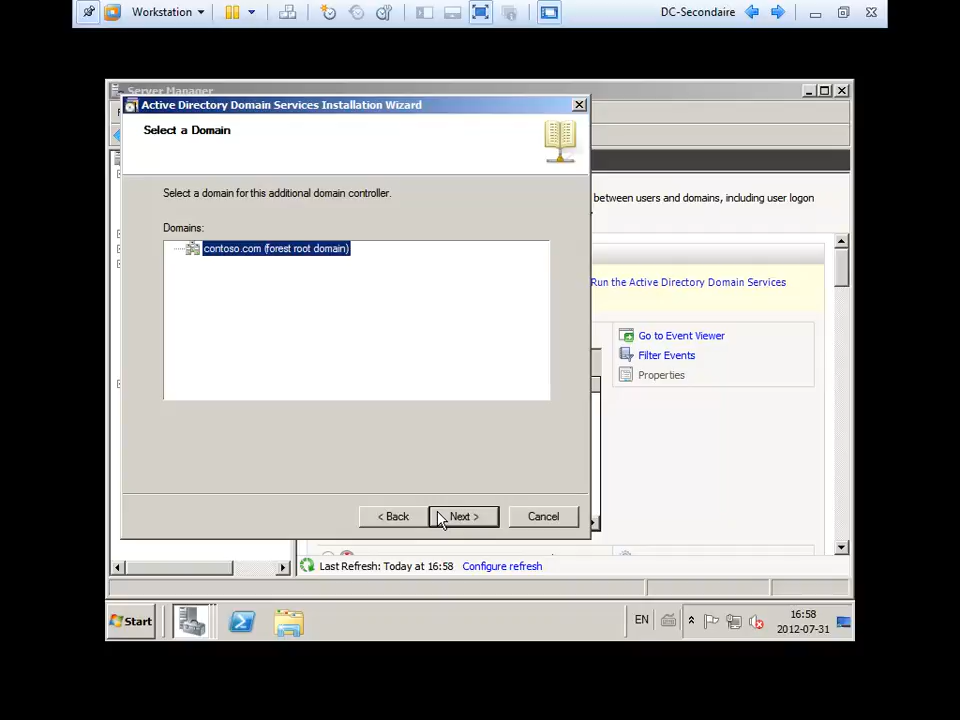 Workstation
DC-Secondaire
Server Manager
Active Directory Domain Services Installation Wizard
Select a Domain
Select a domain for this additional domain controller.
between users and domains, including user logon
Domains:
contoso.com (forest root domain)
Run the Active Directory Domain Services
Go to Event Viewer
Filter Events
Properties
< Back
Next >
Cancel
Last Refresh: Today at 16:58
Configure refresh
Start
EN
16:58
2012-07-31